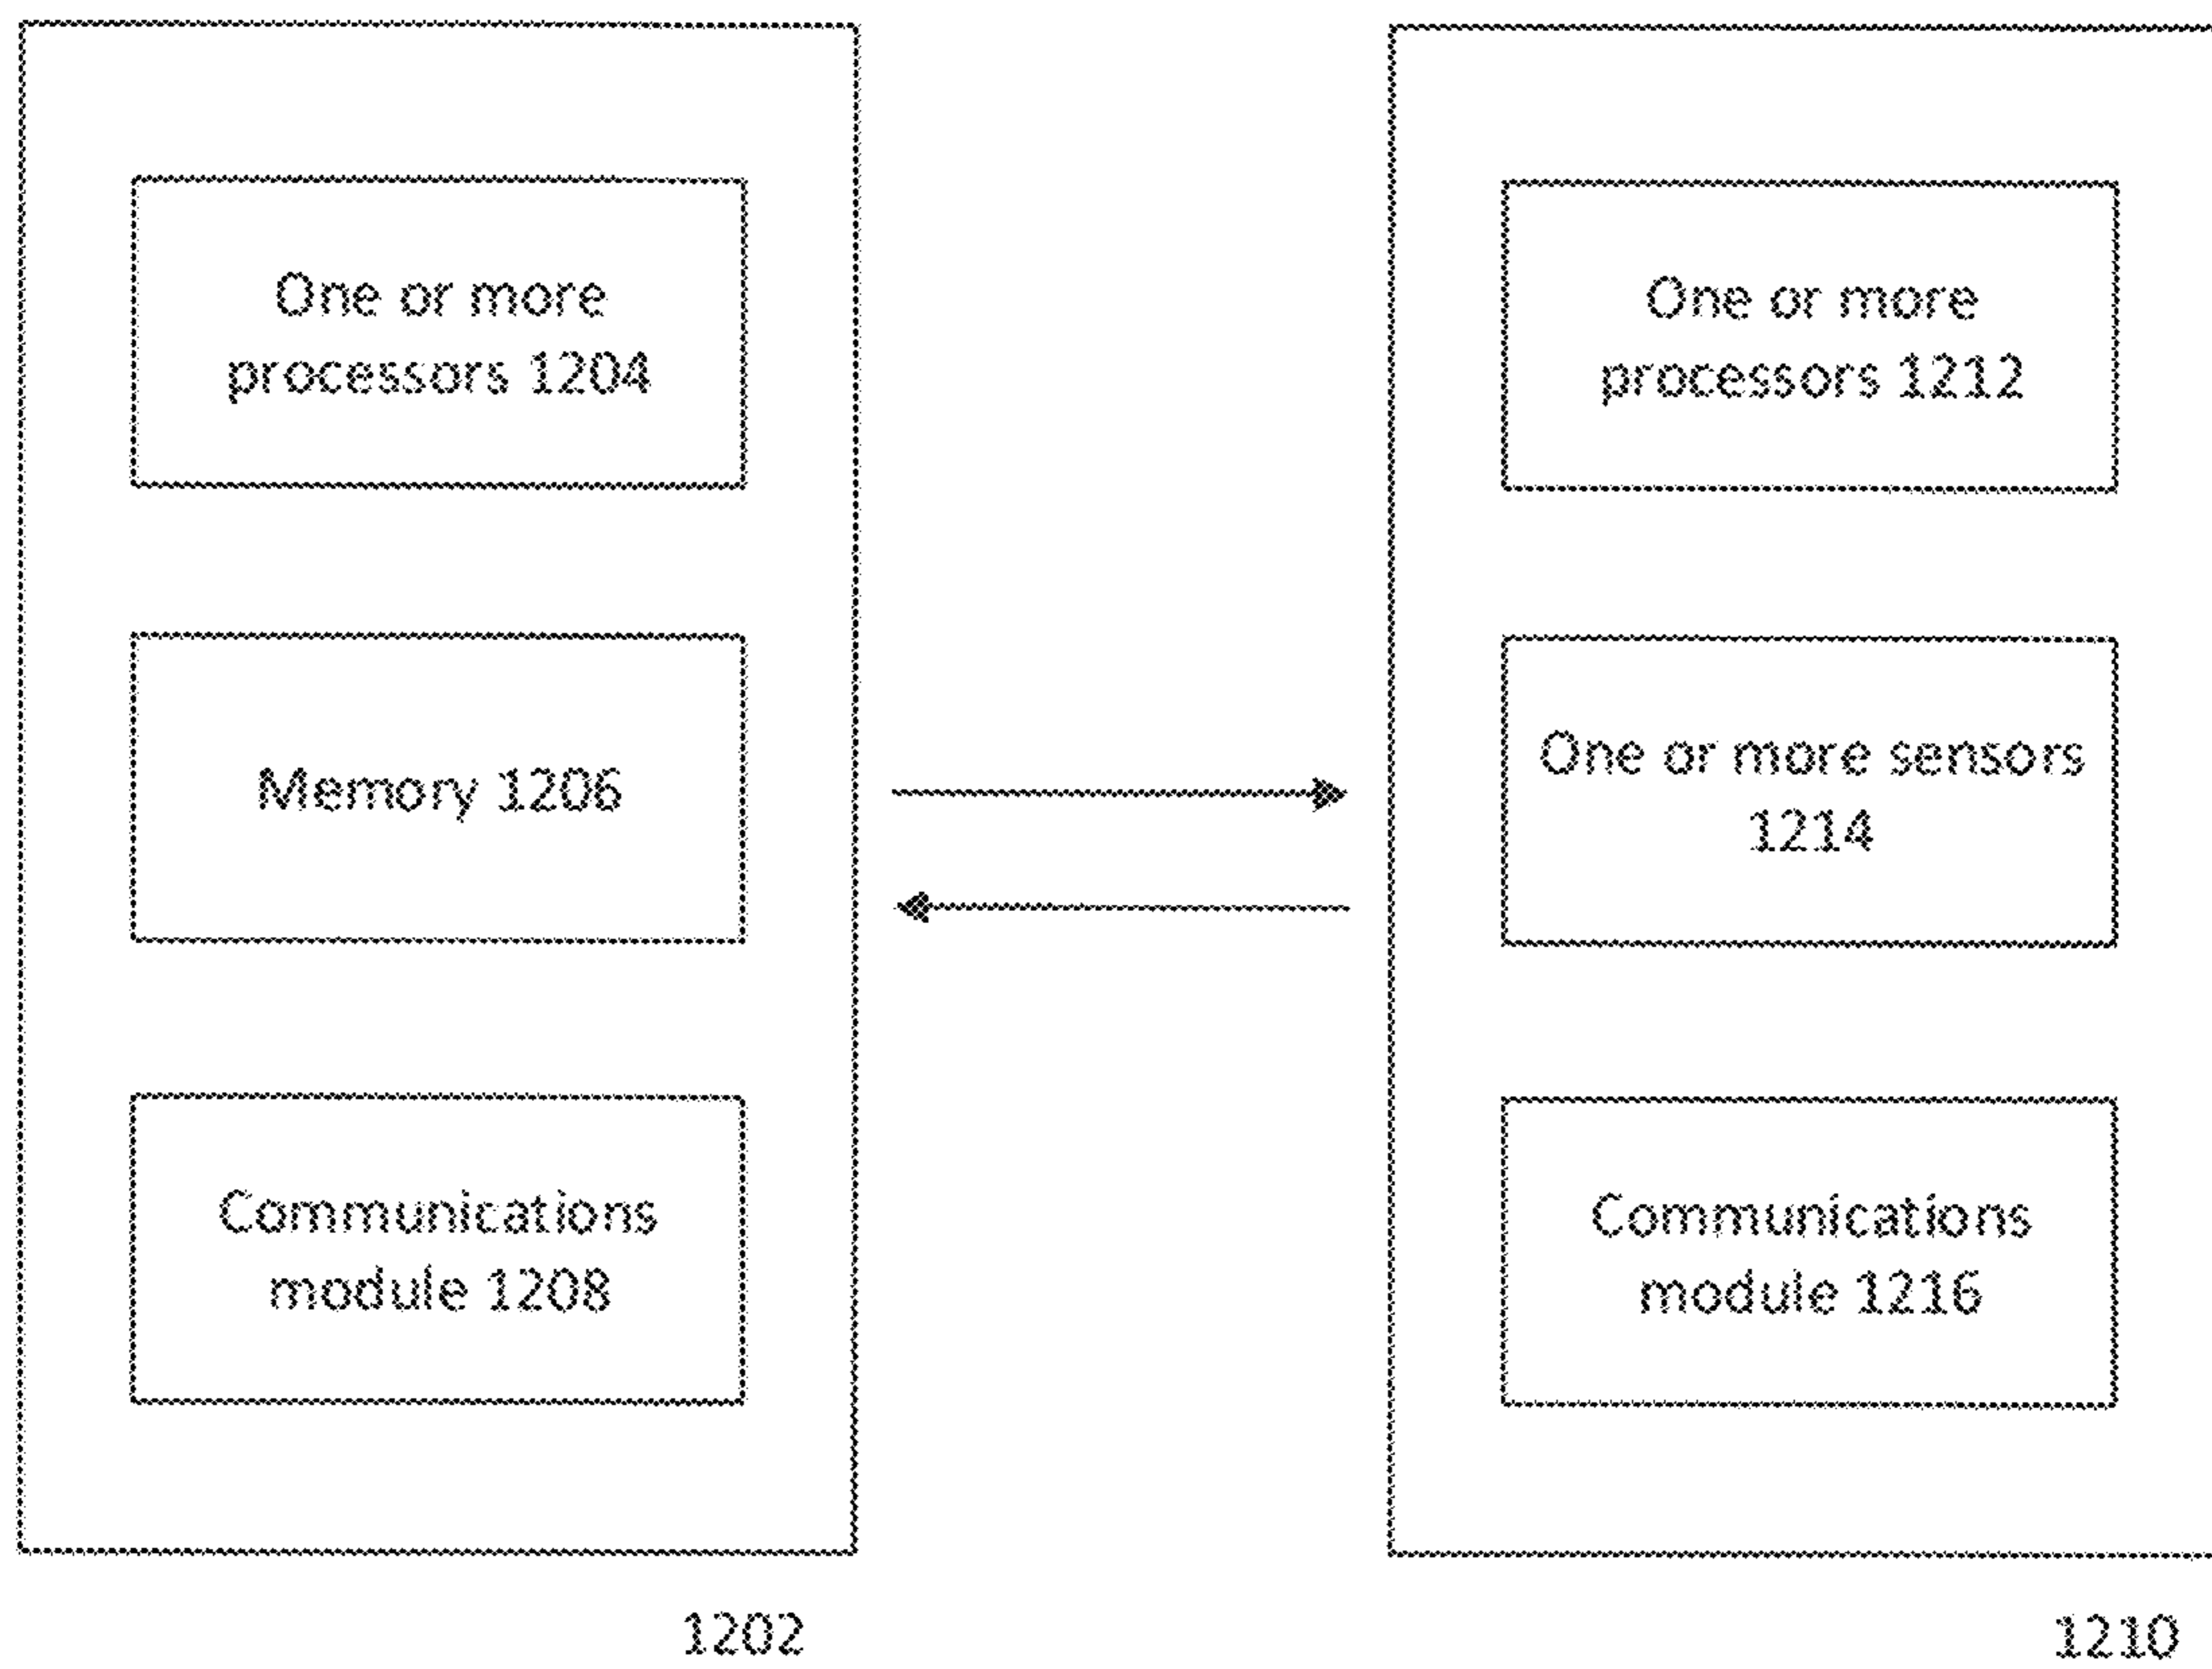 One or more
processors 1204
Memory 1206
Communications
module 1208
1202
One or more
processors 1212
One or more sensors
1214
Communications
module 1216
1210